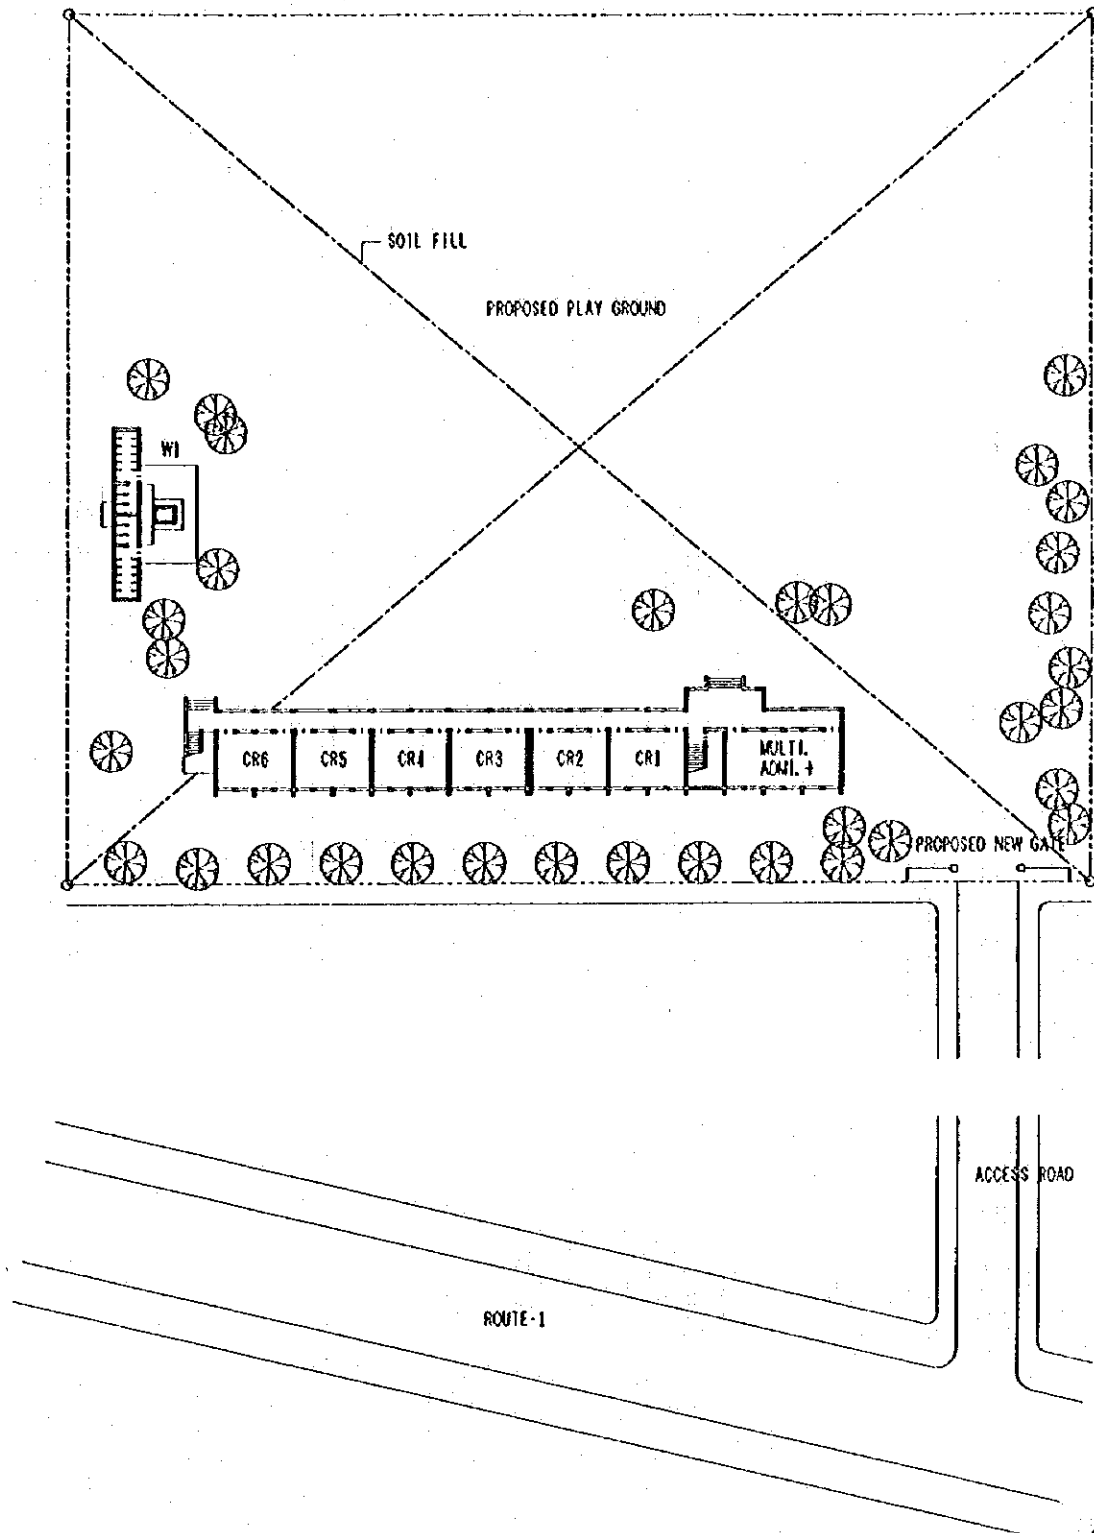 SOIL FILL
PROPOSED PLAY GROUND
W1
CR6
CR5
CR4
CR3
CR2
CR1
MULTI.
ADMI. +
PROPOSED NEW GATE
ACCESS ROAD
ROUTE-1